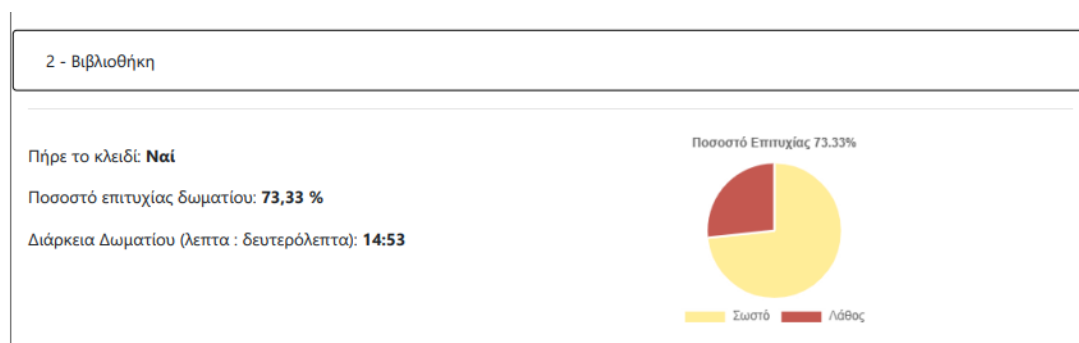 2 - Βιβλιοθήκη
Πήρε το κλειδί: Ναί
Ποσοστό επιτυχίας δωματίου: 73,33 %
Διάρκεια Δωματίου (λεπτα : δευτερόλεπτα): 14:53
Ποσοστό Επιτυχίας 73.33%
Σωστό Λάθος